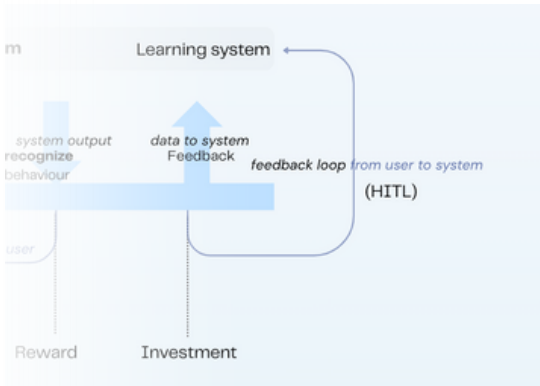 m
Learning system
system output
recognize
behaviour
data to system
Feedback
feedback loop from user to system
(HITL)
user
Reward
Investment